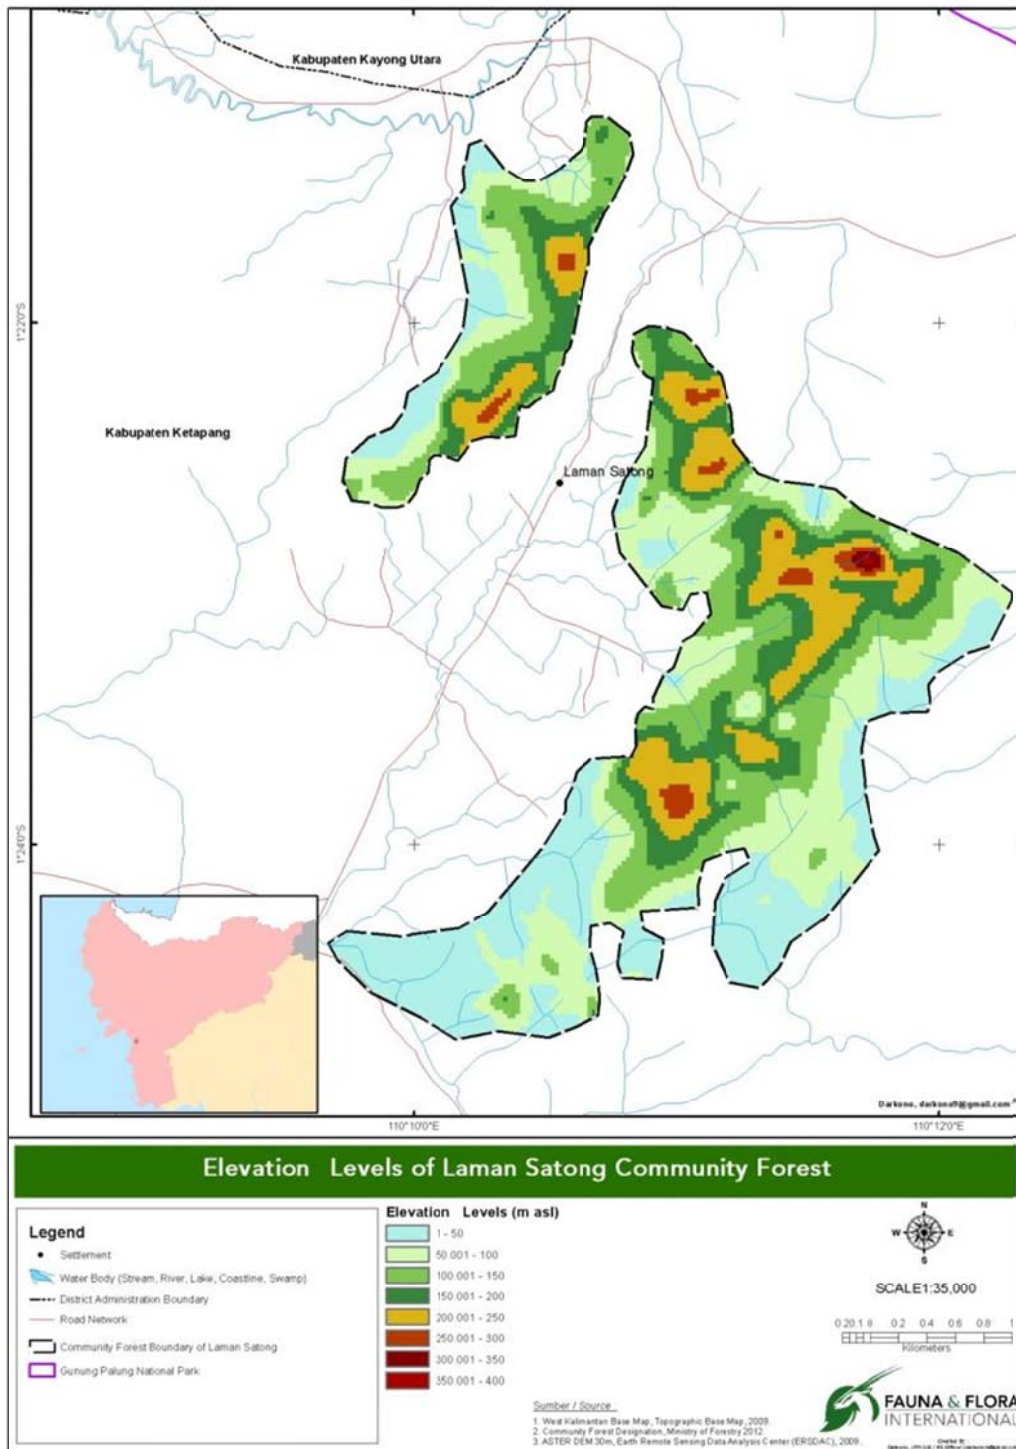 Kabupaten Kayong Utara
1°22'0"S
Kabupaten Ketapang
Laman Satong
1°24'0"S
Darkono, darkono9@gmail.com
110°10'0"E
110°12'0"E
Elevation Levels of Laman Satong Community Forest
Legend
Settlement
Water Body (Stream, River, Lake, Coastline, Swamp)
District Administration Boundary
Road Network
Community Forest Boundary of Laman Satong
Gunung Palung National Park
Elevation Levels (m asl)
1 - 50
50.001 - 100
100.001 - 150
150.001 - 200
200.001 - 250
250.001 - 300
300.001 - 350
350.001 - 400
N
W E
S
SCALE1:35,000
0.20.1 0 0.2 0.4 0.6 0.8 1
Kilometers
FAUNA & FLORA
INTERNATIONAL
Sumber / Source :
1. West Kalimantan Base Map, Topographic Base Map, 2009.
2. Community Forest Designation, Ministry of Forestry 2012.
3. ASTER DEM 30m, Earth Remote Sensing Data Analysis Center (ERSDAC), 2009.